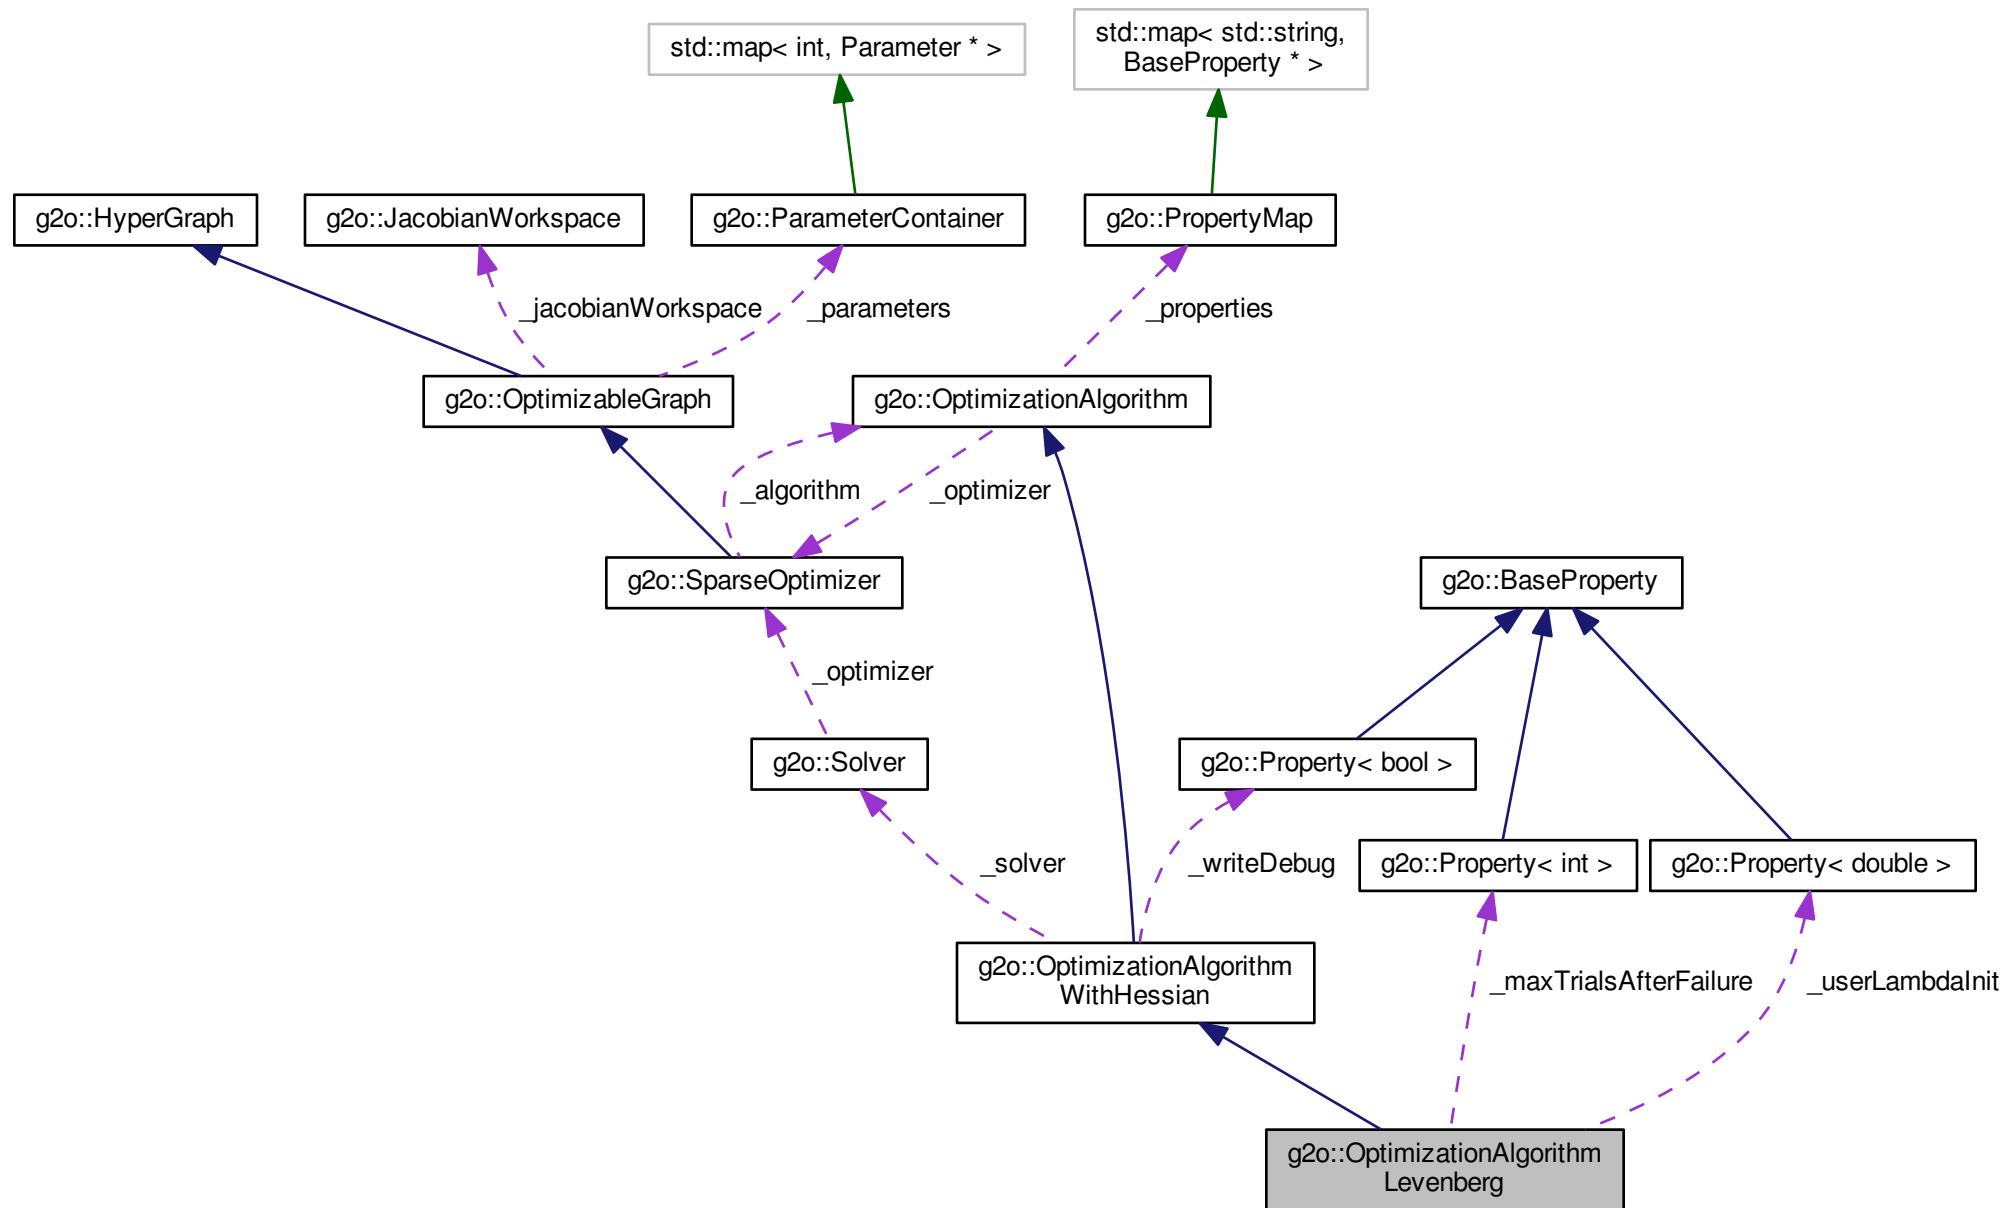 std::map< int, Parameter * >
std::map< std::string,
BaseProperty * >
g2o::HyperGraph
g2o::JacobianWorkspace
g2o::ParameterContainer
g2o::PropertyMap
_jacobianWorkspace
_parameters
_properties
g2o::OptimizableGraph
g2o::OptimizationAlgorithm
_algorithm
_optimizer
g2o::SparseOptimizer
g2o::BaseProperty
_optimizer
g2o::Solver
g2o::Property< bool >
_solver
_writeDebug
g2o::Property< int >
g2o::Property< double >
g2o::OptimizationAlgorithm
WithHessian
_maxTrialsAfterFailure
_userLambdaInit
g2o::OptimizationAlgorithm
Levenberg